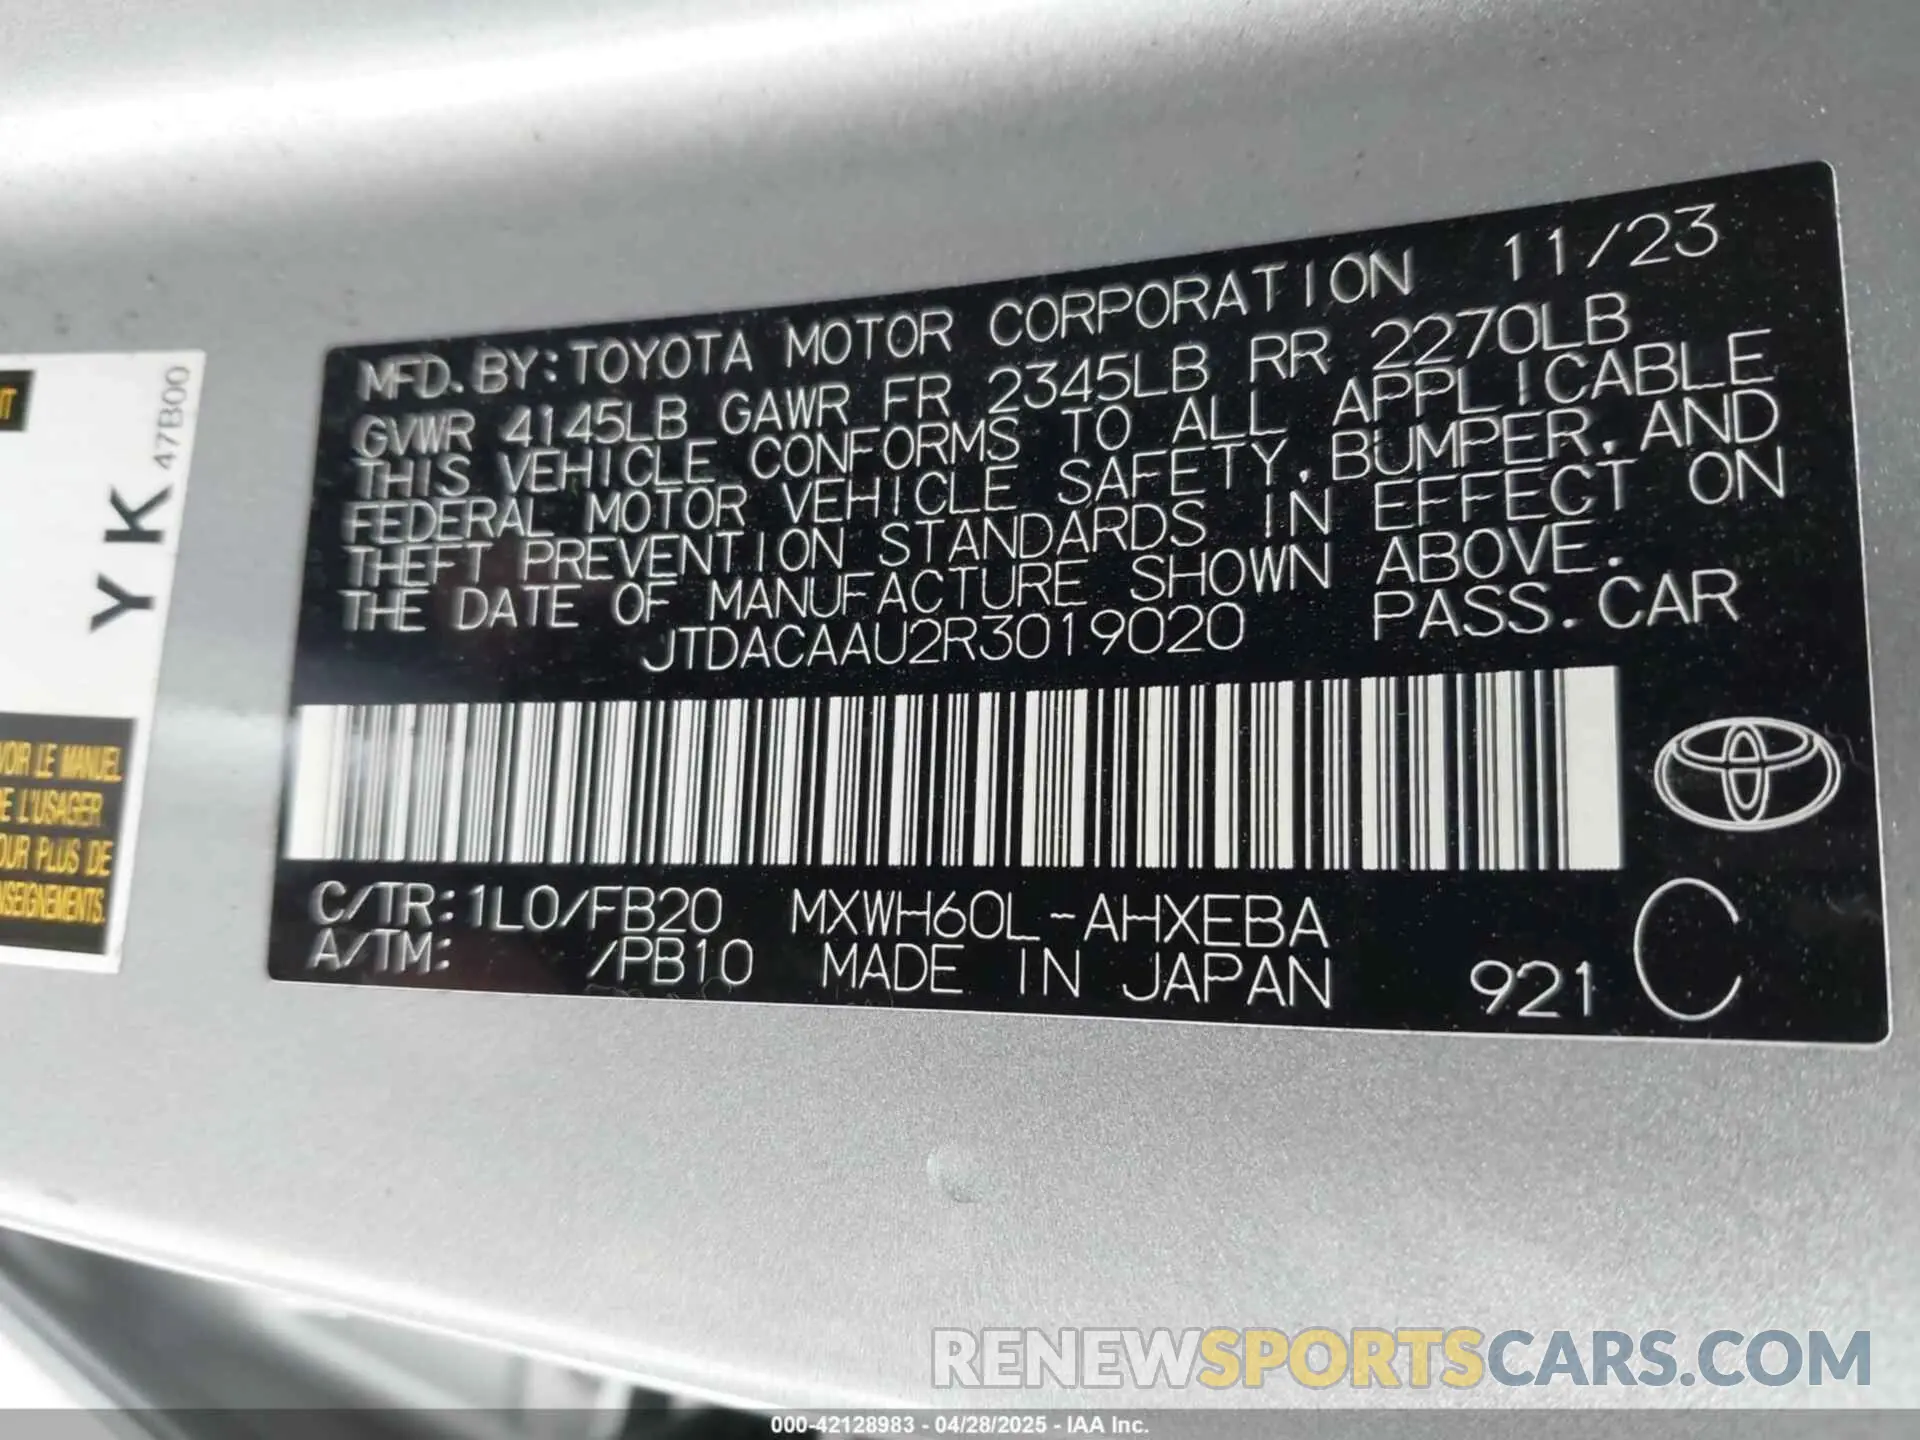 MFD. BY: TOYOTA MOTOR CORPORATION 11/23
GVWR 4145LB GAWR FR 2345LB RR 2270LB
THIS VEHICLE CONFORMS TO ALL APPLICABLE
FEDERAL MOTOR VEHICLE SAFETY, BUMPER, AND
THEFT PREVENTION STANDARDS IN EFFECT ON
THE DATE OF MANUFACTURE SHOWN ABOVE.
JTDACAAU2R3019020 PASS. CAR
C/TR: 1L0/FB20 MXWH60L-AHXEBA
A/TM: /PB10 MADE IN JAPAN 921 C
YK 47B00
VOIR LE MANUEL
DE L'USAGER
POUR PLUS DE
RENEWSPORTSCARS.COM
000-42128983 - 04/28/2025 - IAA Inc.